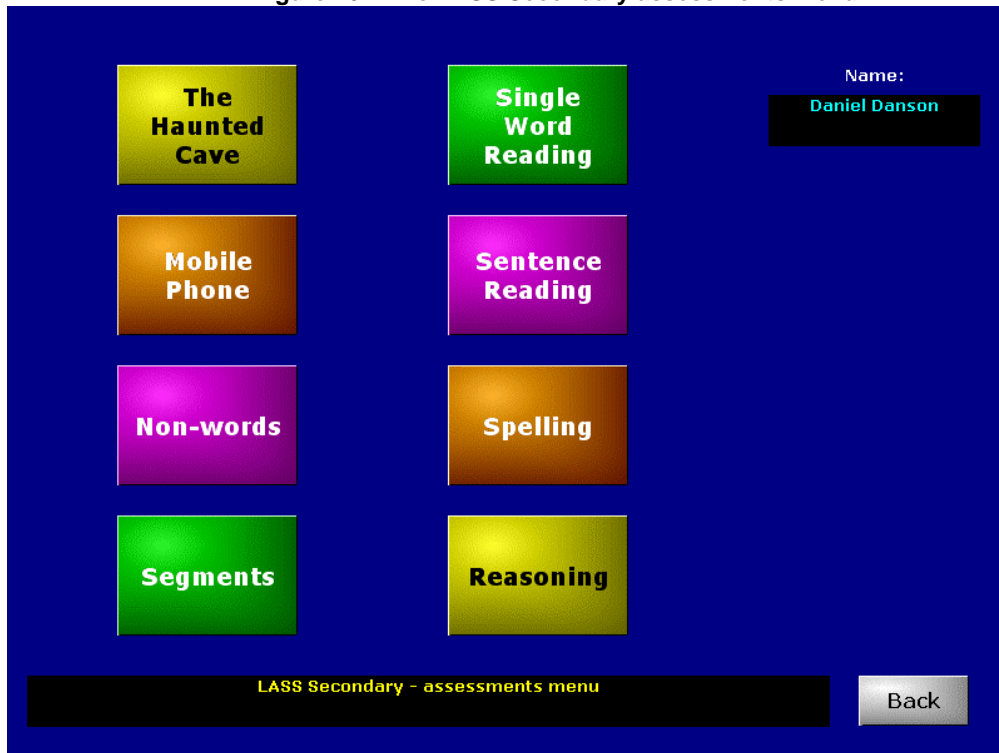 The
Haunted
Cave
Single
Word
Reading
Name:
Daniel Danson
Mobile
Phone
Sentence
Reading
Non-words
Spelling
Segments
Reasoning
LASS Secondary - assessments menu
Back